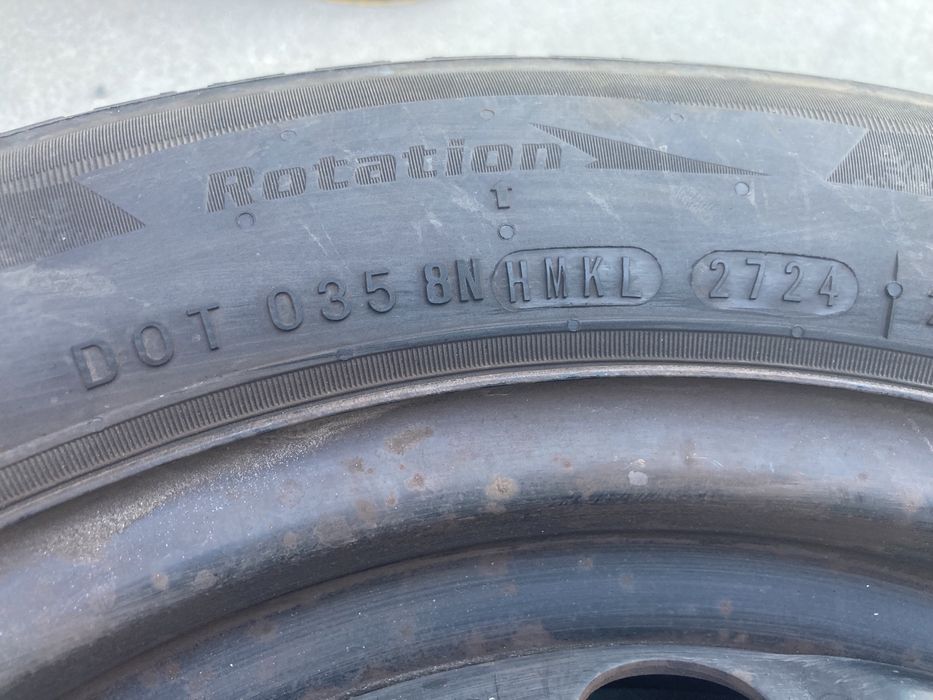 Rotation
DOT 035 8N HMKL 2724